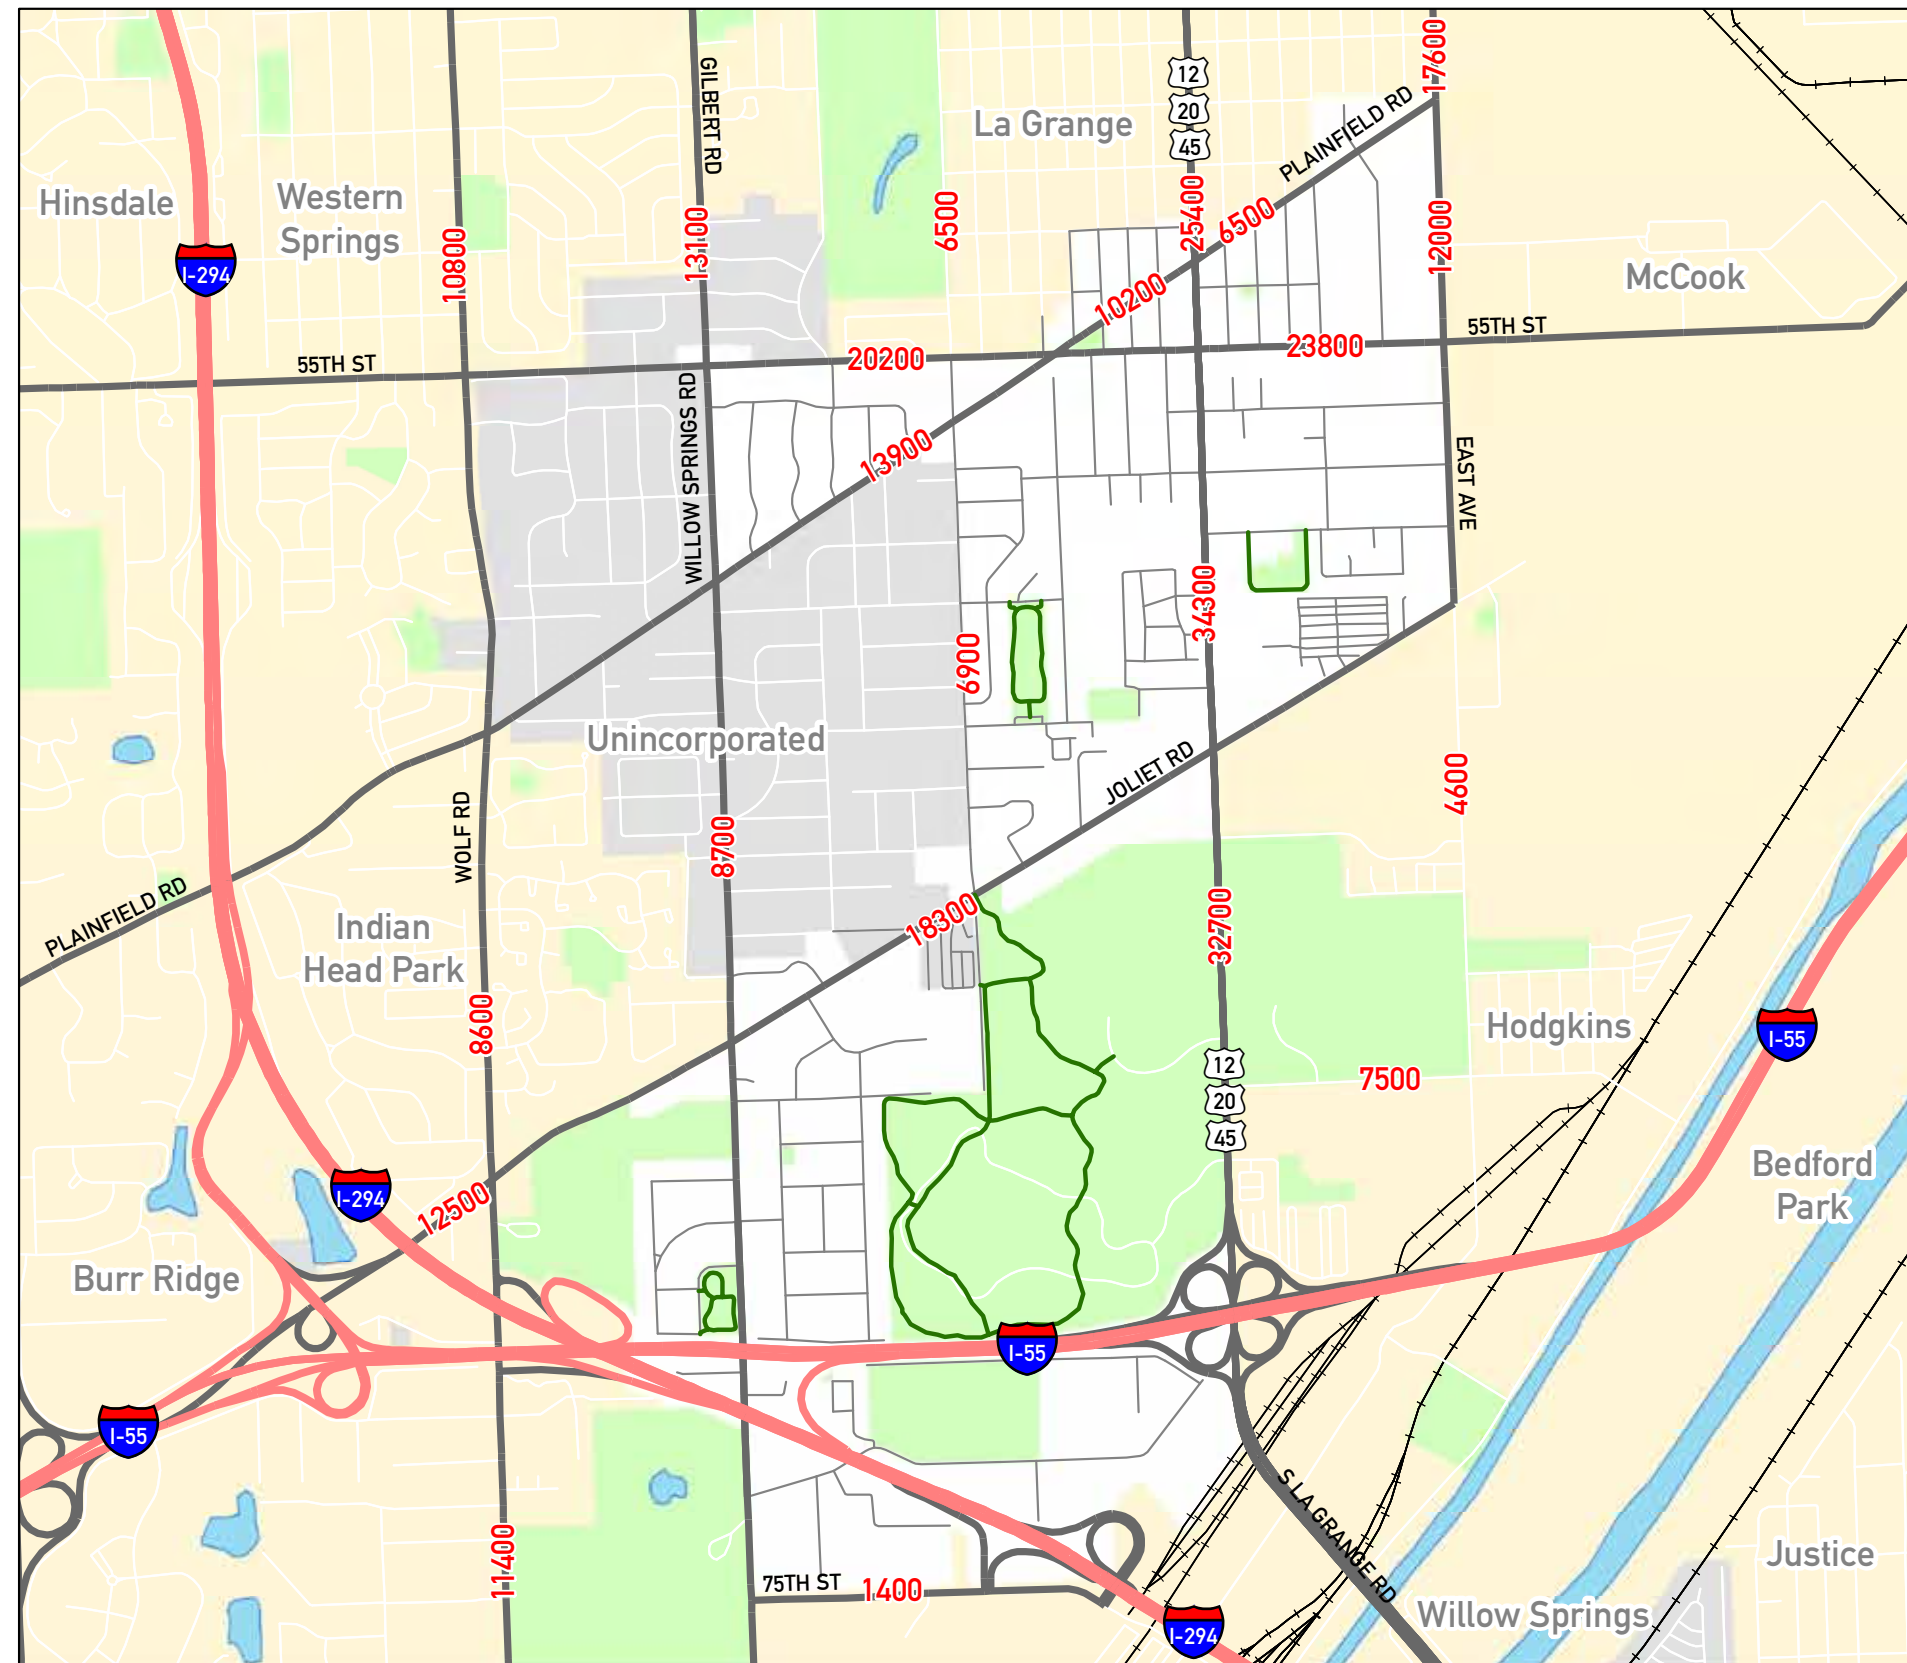 17600
GILBERT RD
12
20
45
PLAINFIELD RD
La Grange
Hinsdale
Western
Springs
I-294
10800
13100
6500
25400
6500
12000
McCook
10200
55TH ST
55TH ST
20200
23800
WILLOW SPRINGS RD
13900
EAST AVE
34300
6900
Unincorporated
JOLIET RD
4600
WOLF RD
8700
PLAINFIELD RD
Indian
Head Park
18300
32700
8600
Hodgkins
I-55
12
20
45
7500
Bedford
Park
I-294
12500
Burr Ridge
I-55
I-55
S LA GRANGE RD
11400
75TH ST
1400
Justice
Willow Springs
I-294